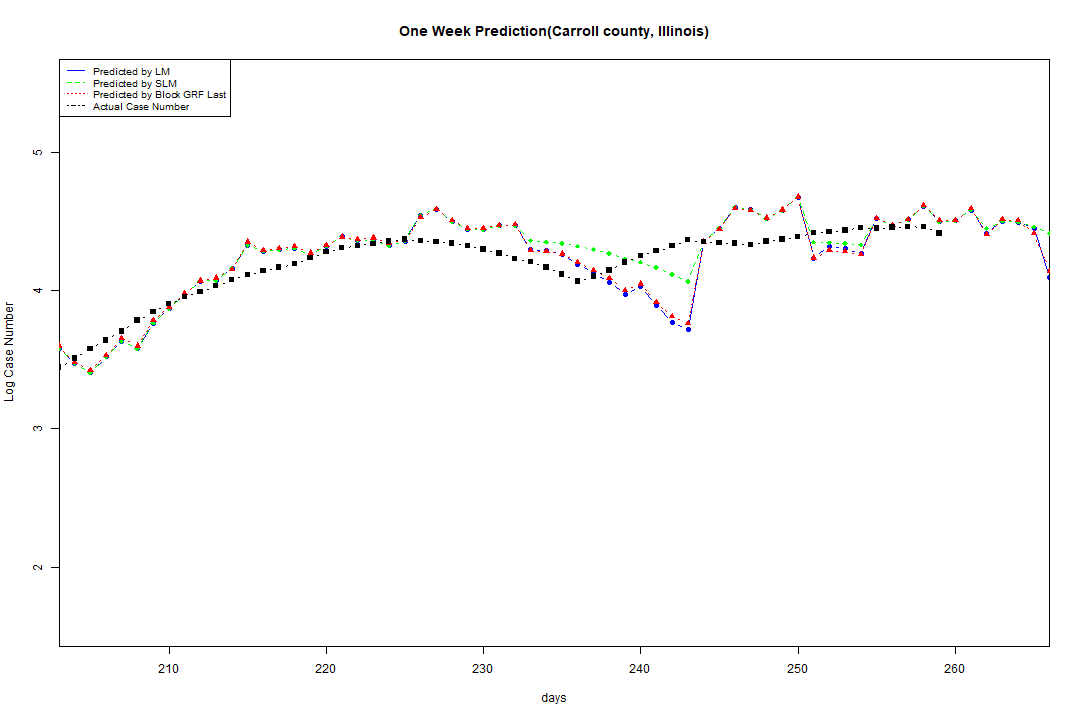 One Week Prediction(Carroll county, Illinois)
Predicted by LM
Predicted by SLM
Predicted by Block GRF Last
Actual Case Number
5
4
3
2
Log Case Number
210 220 230 240 250 260
days